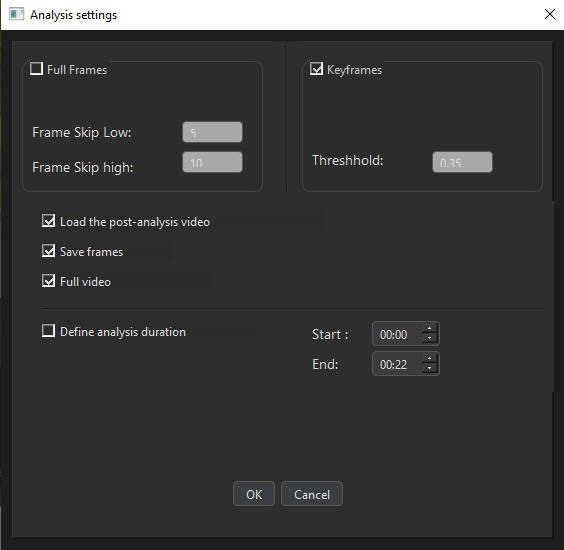 Analysis settings
Full Frames
Keyframes
Frame Skip Low: 5
Frame Skip high: 10
Threshhold: 0.35
Load the post-analysis video
Save frames
Full video
Define analysis duration
Start : 00:00
End: 00:22
OK Cancel